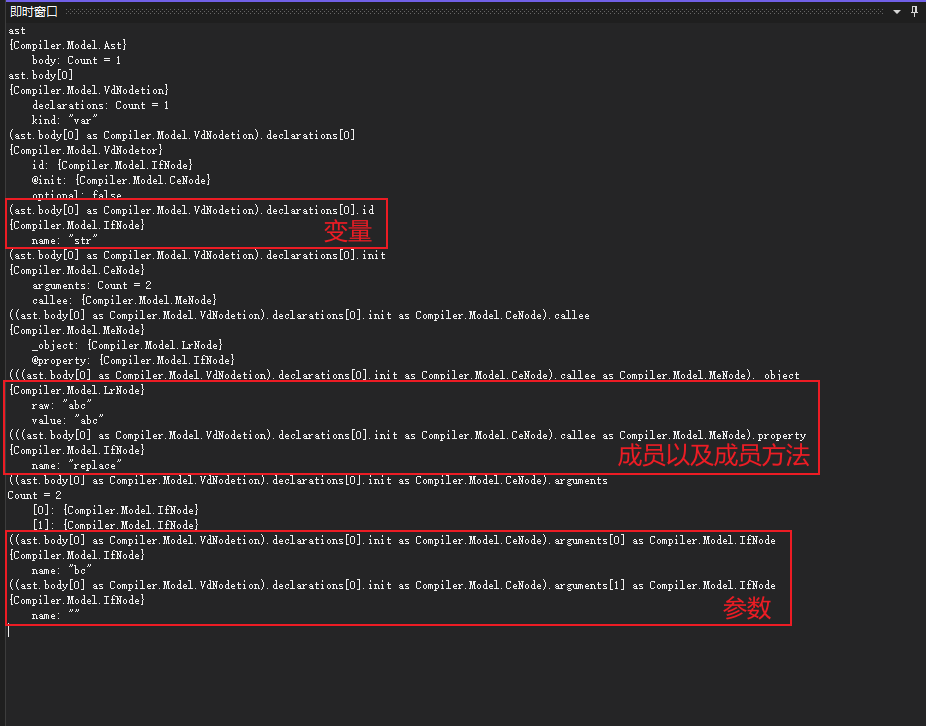 即时窗口
ast
{Compiler.Model.Ast}
body: Count = 1
ast.body[0]
{Compiler.Model.VdNodetion}
declarations: Count = 1
kind: "var"
(ast.body[0] as Compiler.Model.VdNodetion).declarations[0]
{Compiler.Model.VdNodetor}
id: {Compiler.Model.IfNode}
@init: {Compiler.Model.CeNode}
optional: false
(ast.body[0] as Compiler.Model.VdNodetion).declarations[0].id
{Compiler.Model.IfNode}
变量
name: "str"
(ast.body[0] as Compiler.Model.VdNodetion).declarations[0].init
{Compiler.Model.CeNode}
arguments: Count = 2
callee: {Compiler.Model.MeNode}
((ast.body[0] as Compiler.Model.VdNodetion).declarations[0].init as Compiler.Model.CeNode).callee
{Compiler.Model.MeNode}
_object: {Compiler.Model.LrNode}
@property: {Compiler.Model.IfNode}
(((ast.body[0] as Compiler.Model.VdNodetion).declarations[0].init as Compiler.Model.CeNode).callee as Compiler.Model.MeNode)._object
{Compiler.Model.LrNode}
raw: "abc"
value: "abc"
(((ast.body[0] as Compiler.Model.VdNodetion).declarations[0].init as Compiler.Model.CeNode).callee as Compiler.Model.MeNode).property
{Compiler.Model.IfNode}
成员以及成员方法
name: "replace"
((ast.body[0] as Compiler.Model.VdNodetion).declarations[0].init as Compiler.Model.CeNode).arguments
Count = 2
[0]: {Compiler.Model.IfNode}
[1]: {Compiler.Model.IfNode}
((ast.body[0] as Compiler.Model.VdNodetion).declarations[0].init as Compiler.Model.CeNode).arguments[0] as Compiler.Model.IfNode
{Compiler.Model.IfNode}
name: "bc"
((ast.body[0] as Compiler.Model.VdNodetion).declarations[0].init as Compiler.Model.CeNode).arguments[1] as Compiler.Model.IfNode
{Compiler.Model.IfNode}
参数
name: ""